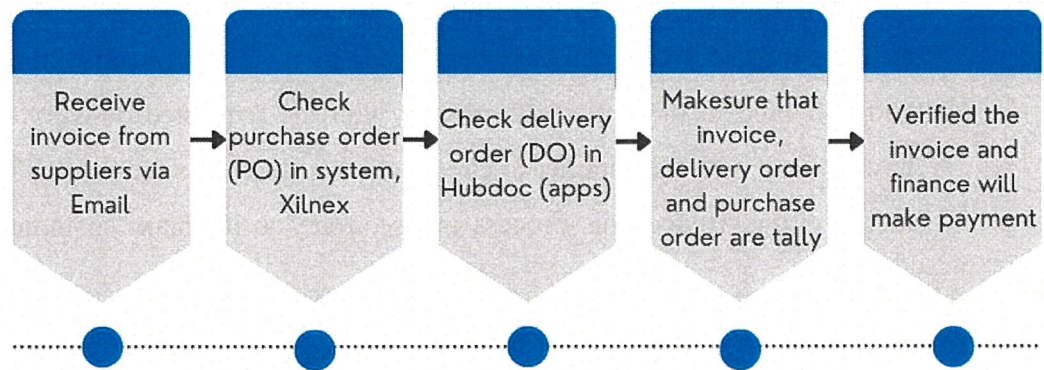 Receive
invoice from
suppliers via
Email
Check
purchase order
(PO) in system,
Xilnex
Check delivery
order (DO) in
Hubdoc (apps)
Makesure that
invoice,
delivery order
and purchase
order are tally
Verified the
invoice and
finance will
make payment